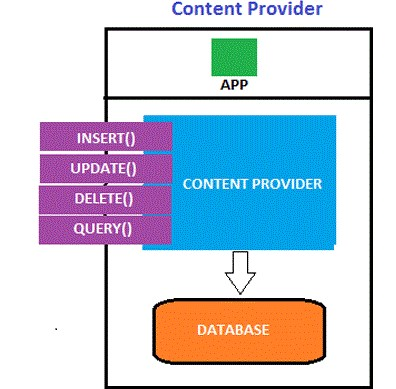 Content Provider
APP
INSERT()
UPDATE()
CONTENT PROVIDER
DELETE()
QUERY()
DATABASE